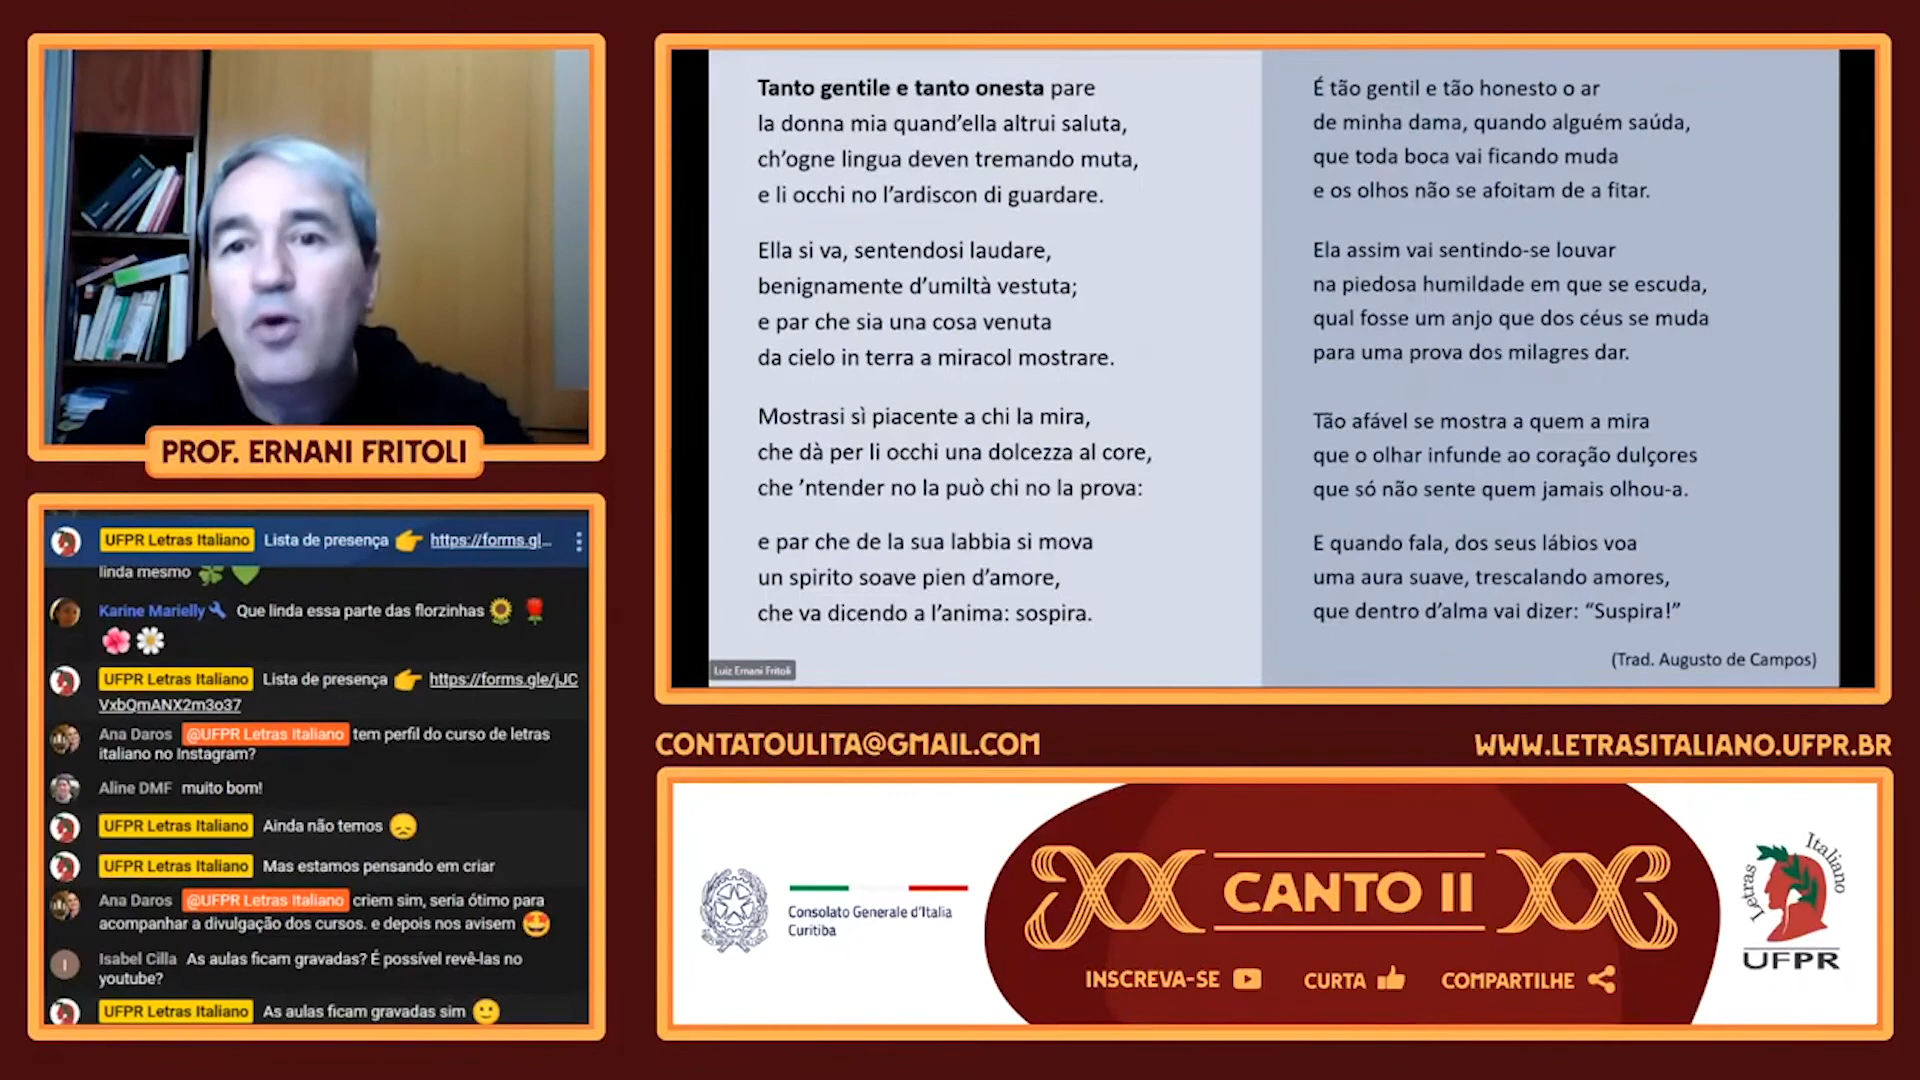 PROF. ERNANI FRITOLI
UFPR Letras Italiano Lista de presença https://forms.gl...
linda mesmo
Karine Marielly Que linda essa parte das florzinhas
UFPR Letras Italiano Lista de presença https://forms.gle/jJC
VxbQmANX2m3o37
Ana Daros @UFPR Letras Italiano tem perfil do curso de letras
italiano no Instagram?
Aline DMF muito bom!
UFPR Letras Italiano Ainda não temos
UFPR Letras Italiano Mas estamos pensando em criar
Ana Daros @UFPR Letras Italiano criem sim, seria ótimo para
acompanhar a divulgação dos cursos. e depois nos avisem
I
Isabel Cilla As aulas ficam gravadas? É possível revê-las no
youtube?
UFPR Letras Italiano As aulas ficam gravadas sim
Tanto gentile e tanto onesta pare
la donna mia quand’ella altrui saluta,
ch’ogne lingua deven tremando muta,
e li occhi no l’ardiscon di guardare.
Ella si va, sentendosi laudare,
benignamente d’umiltà vestuta;
e par che sia una cosa venuta
da cielo in terra a miracol mostrare.
Mostrasi sì piacente a chi la mira,
che dà per li occhi una dolcezza al core,
che ’ntender no la può chi no la prova:
e par che de la sua labbia si mova
un spirito soave pien d’amore,
che va dicendo a l’anima: sospira.
Luiz Ernani Fritoli
É tão gentil e tão honesto o ar
de minha dama, quando alguém saúda,
que toda boca vai ficando muda
e os olhos não se afoitam de a fitar.
Ela assim vai sentindo-se louvar
na piedosa humildade em que se escuda,
qual fosse um anjo que dos céus se muda
para uma prova dos milagres dar.
Tão afável se mostra a quem a mira
que o olhar infunde ao coração dulçores
que só não sente quem jamais olhou-a.
E quando fala, dos seus lábios voa
uma aura suave, trescalando amores,
que dentro d’alma vai dizer: “Suspira!”
(Trad. Augusto de Campos)
CONTATOULITA@GMAIL.COM
WWW.LETRASITALIANO.UFPR.BR
Consolato Generale d'Italia
Curitiba
CANTO II
INSCREVA-SE
CURTA
COMPARTILHE
Letras Italiano
UFPR